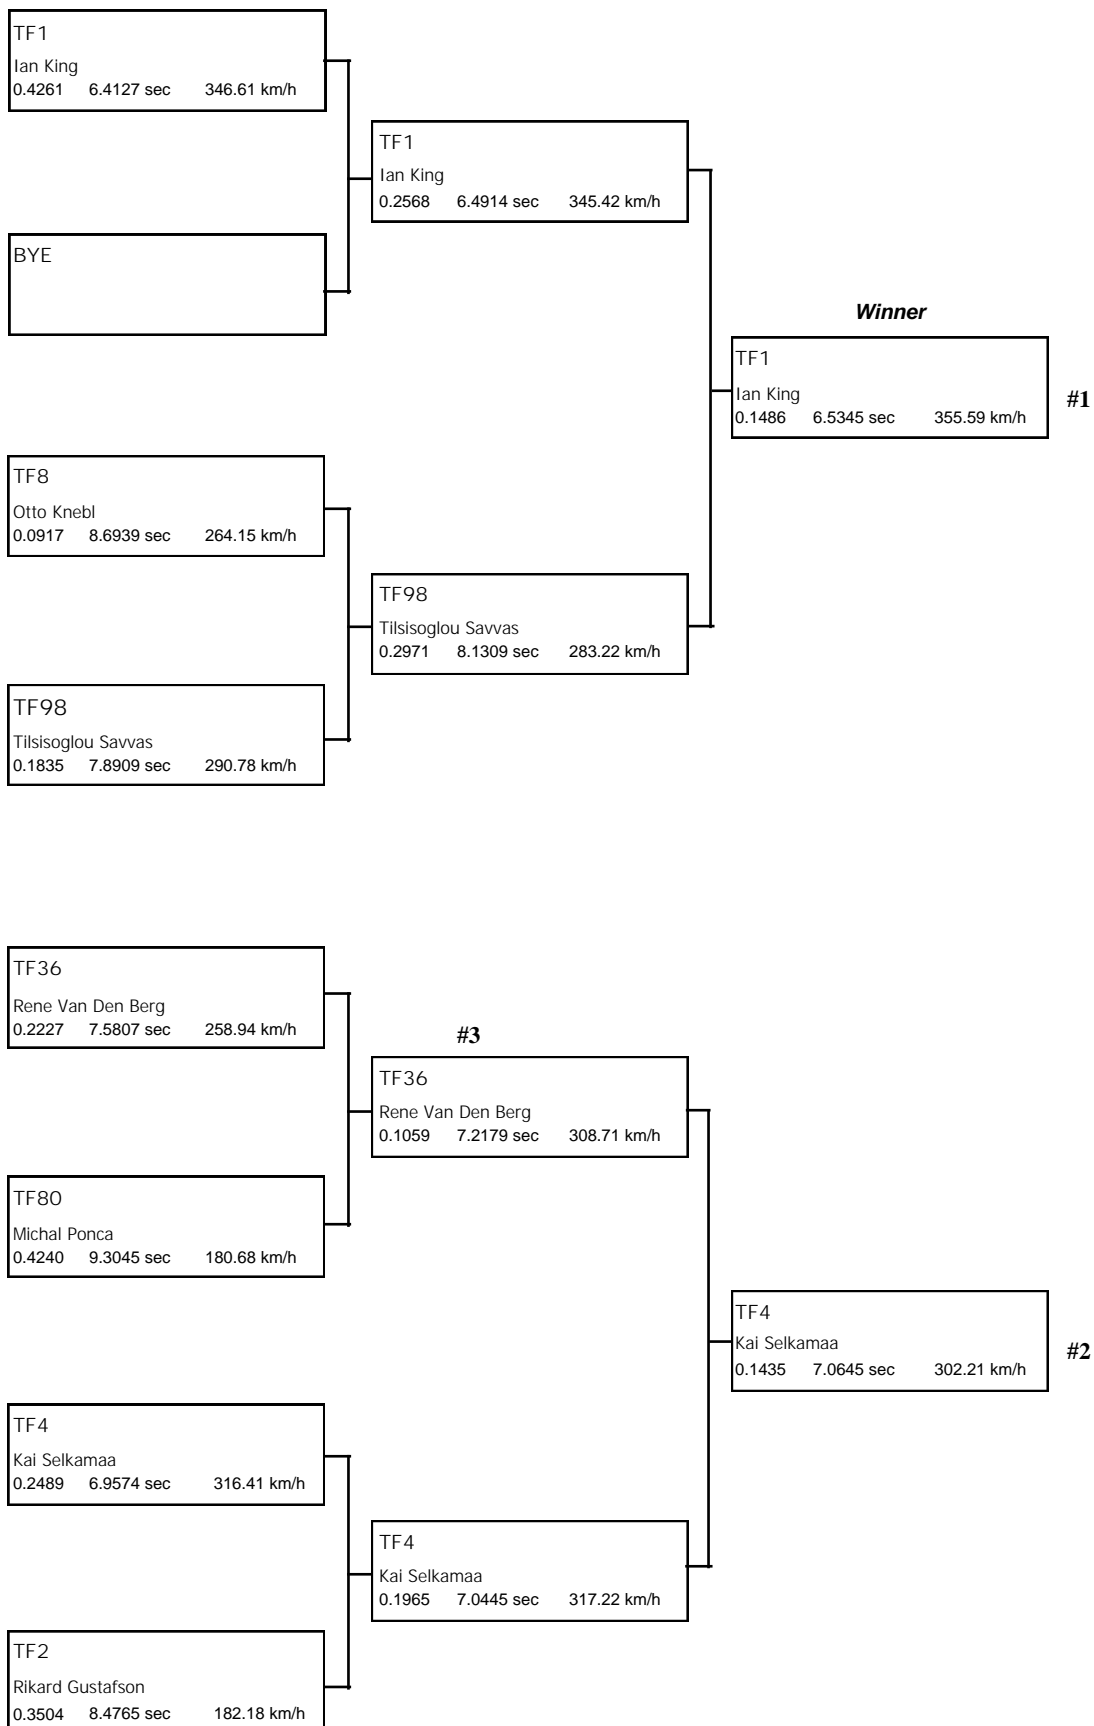 TF1
Ian King
0.4261 6.4127 sec 346.61 km/h
TF1
Ian King
0.2568 6.4914 sec 345.42 km/h
BYE
Winner
TF1
Ian King
0.1486 6.5345 sec 355.59 km/h
#1
TF8
Otto Knebl
0.0917 8.6939 sec 264.15 km/h
TF98
Tilsisoglou Savvas
0.2971 8.1309 sec 283.22 km/h
TF98
Tilsisoglou Savvas
0.1835 7.8909 sec 290.78 km/h
TF36
Rene Van Den Berg
0.2227 7.5807 sec 258.94 km/h
#3
TF36
Rene Van Den Berg
0.1059 7.2179 sec 308.71 km/h
TF80
Michal Ponca
0.4240 9.3045 sec 180.68 km/h
TF4
Kai Selkamaa
0.1435 7.0645 sec 302.21 km/h
#2
TF4
Kai Selkamaa
0.2489 6.9574 sec 316.41 km/h
TF4
Kai Selkamaa
0.1965 7.0445 sec 317.22 km/h
TF2
Rikard Gustafson
0.3504 8.4765 sec 182.18 km/h